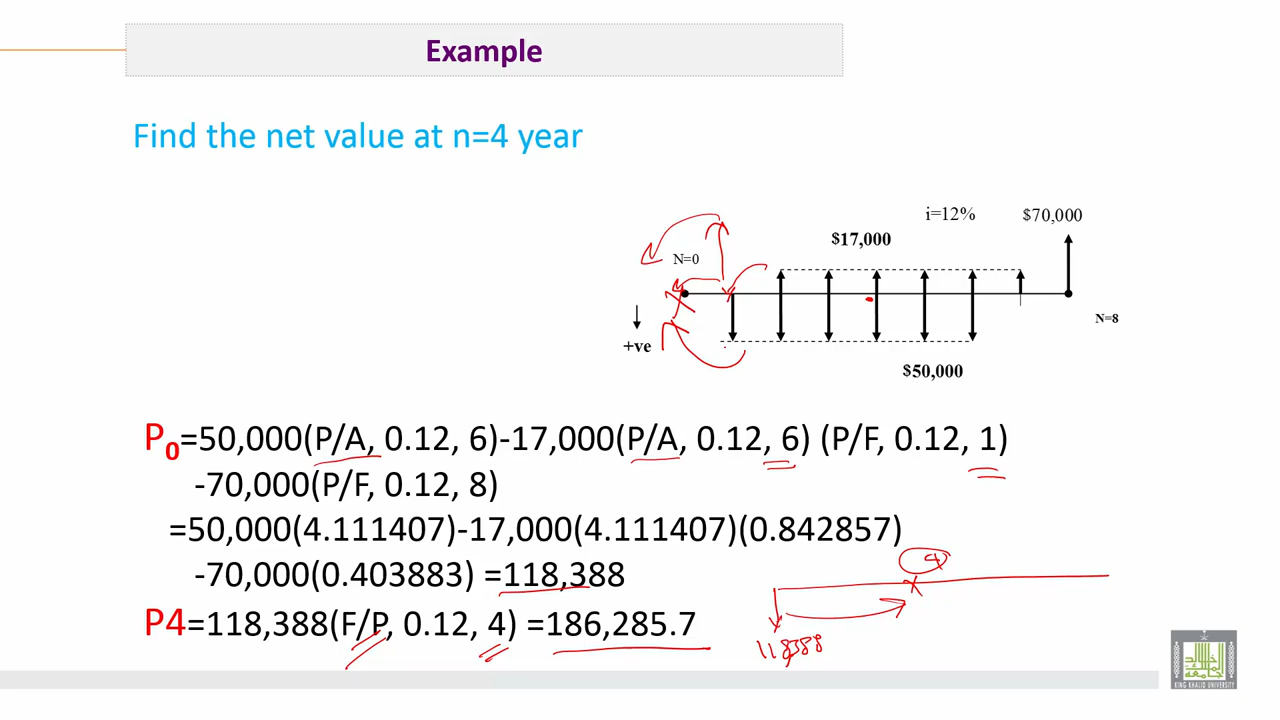 Example
Find the net value at n=4 year
i=12%
$70,000
$17,000
N=0
N=8
+ve
$50,000
P0=50,000(P/A, 0.12, 6)-17,000(P/A, 0.12, 6) (P/F, 0.12, 1)
-70,000(P/F, 0.12, 8)
=50,000(4.111407)-17,000(4.111407)(0.842857)
-70,000(0.403883) =118,388
4
P4=118,388(F/P, 0.12, 4) =186,285.7
118388
KING KHALID UNIVERSITY